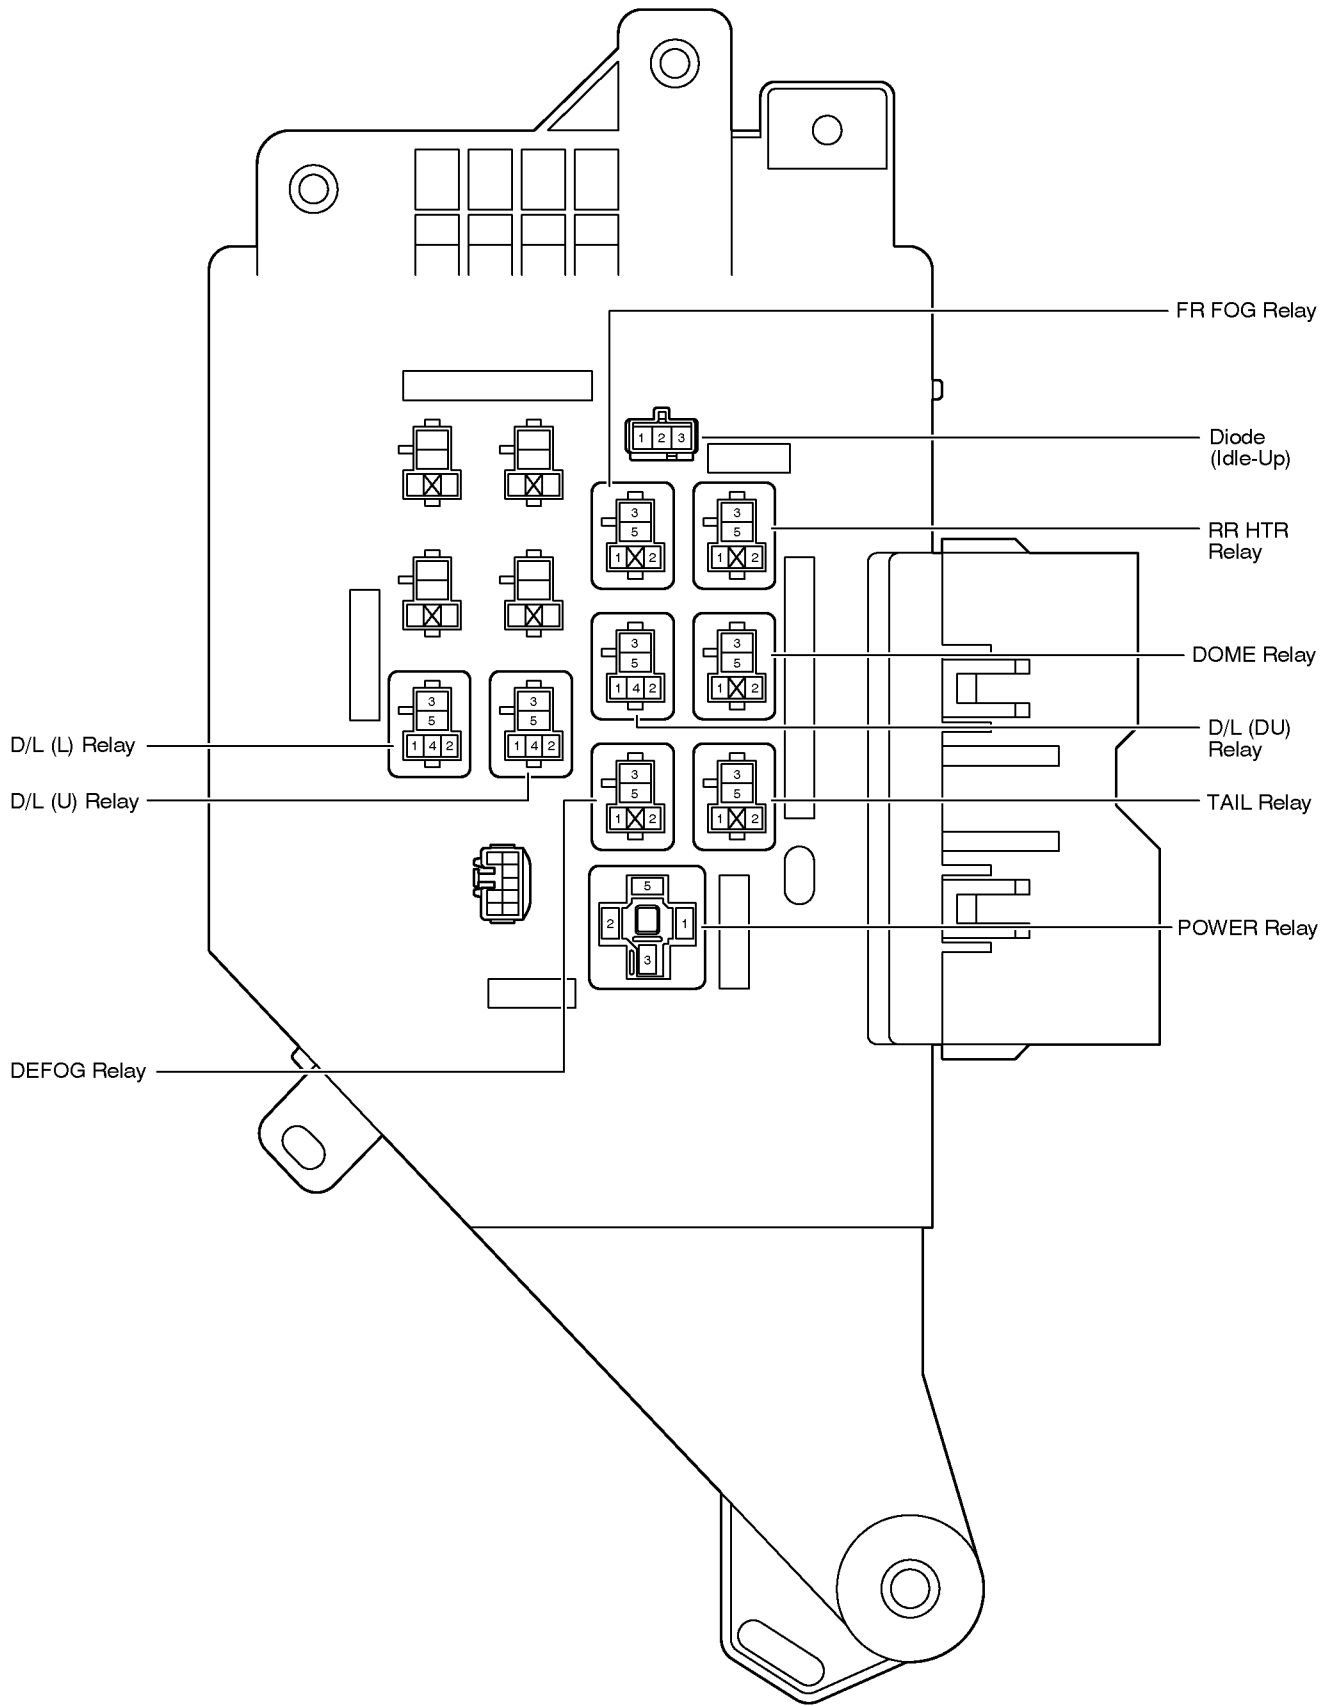 FR FOG Relay
Diode
(Idle-Up)
1 2 3
3
5
1 2
3
5
1 2
RR HTR
Relay
3
5
1 4 2
3
5
1 2
DOME Relay
3
5
1 4 2
3
5
1 4 2
D/L (L) Relay
D/L (DU)
Relay
D/L (U) Relay
3
5
1 2
3
5
1 2
TAIL Relay
5
2 1
3
POWER Relay
DEFOG Relay